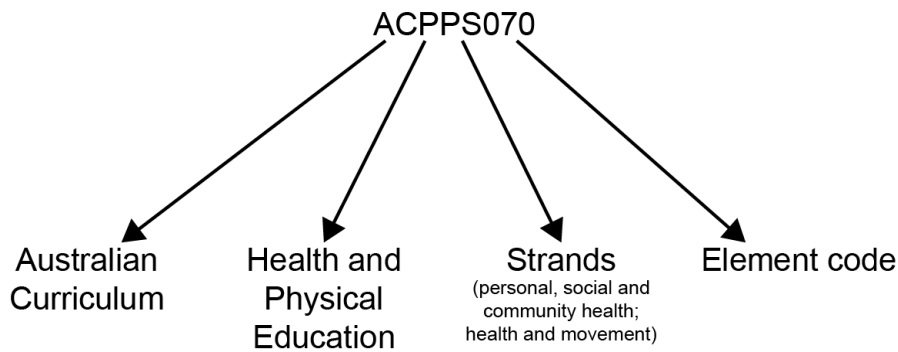 ACPPS070
Australian
Curriculum
Health and
Physical
Education
Strands
(personal, social and
community health;
health and movement)
Element code